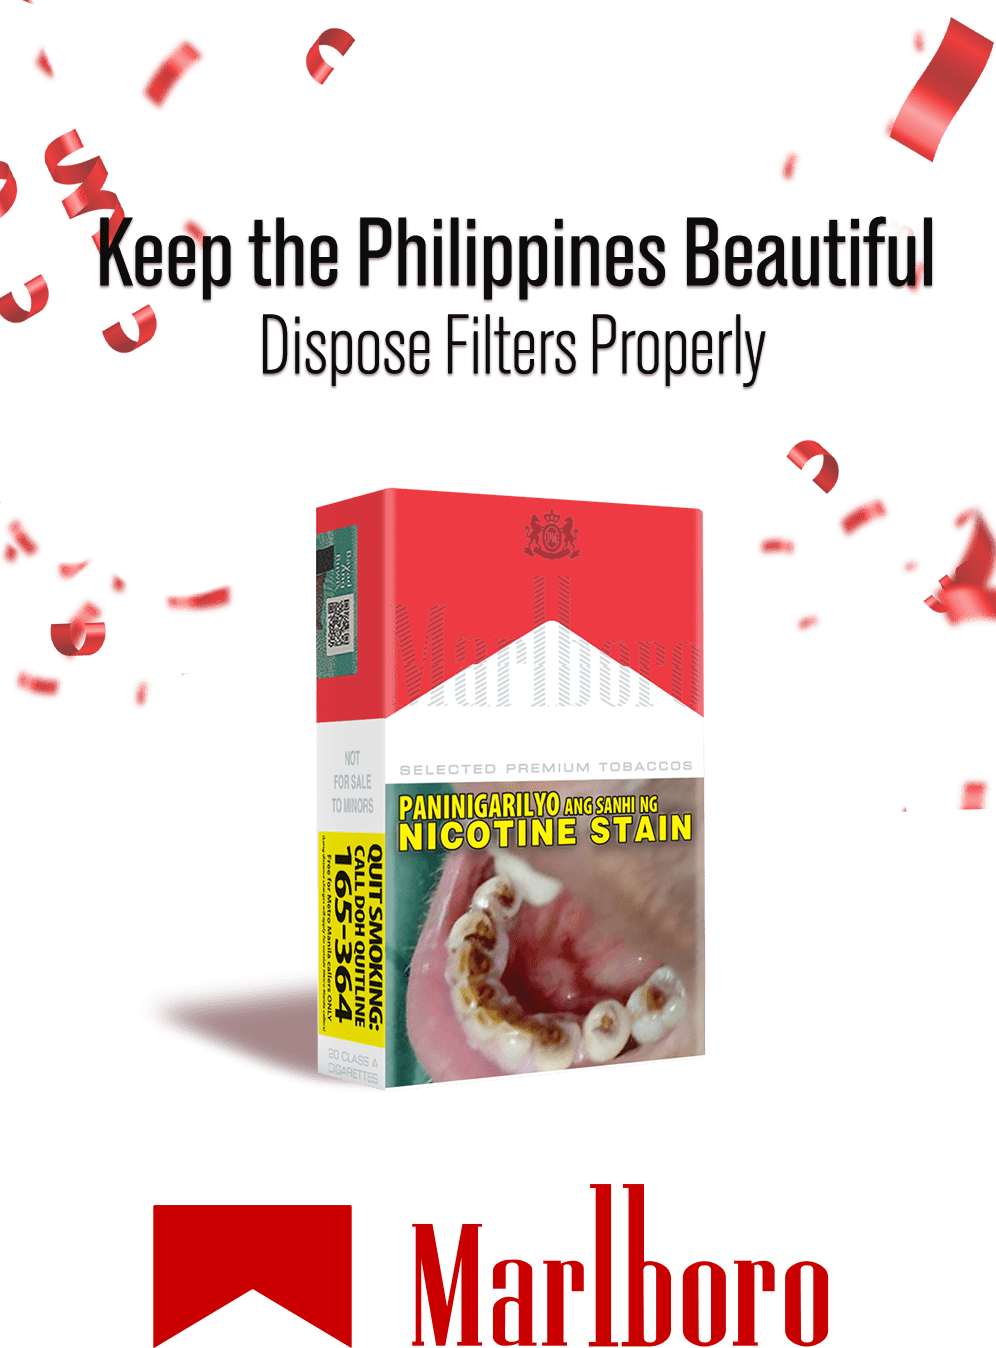 Keep the Philippines Beautiful
Dispose Filters Properly
Marlboro
SELECTED PREMIUM TOBACCOS
NOT
FOR SALE
TO MINORS
PANINIGARILYO ANG SANHI NG
NICOTINE STAIN
QUIT SMOKING:
CALL DOH QUITLINE
165-364
Free for Metro Manila callers ONLY
20 CLASS A
CIGARETTES
Marlboro